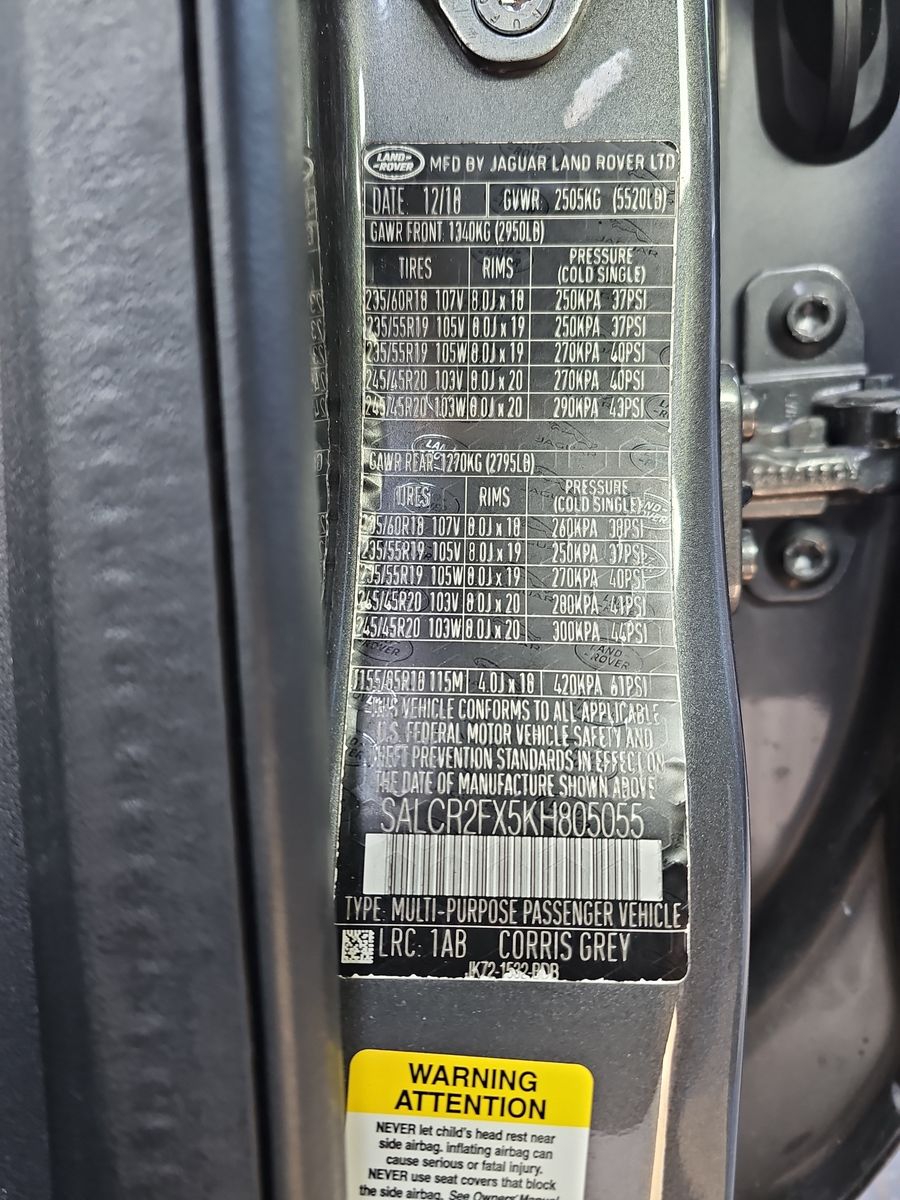 LAND-
-ROVER
MFD BY JAGUAR LAND ROVER LTD
DATE: 12/18 GVWR 2505KG (5520LB)
GAWR FRONT 1340KG (2950LB)
TIRES RIMS PRESSURE (COLD SINGLE)
235/60R18 107V 8.0J x 18 250KPA 37PSI
235/55R19 105V 8.0J x 19 250KPA 37PSI
235/55R19 105W 8.0J x 19 270KPA 40PSI
245/45R20 103V 8.0J x 20 270KPA 40PSI
245/45R20 103W 8.0J x 20 290KPA 43PSI
GAWR REAR 1270KG (2795LB)
TIRES RIMS PRESSURE (COLD SINGLE)
235/60R18 107V 8.0J x 18 260KPA 38PSI
235/55R19 105V 8.0J x 19 250KPA 37PSI
235/55R19 105W 8.0J x 19 270KPA 40PSI
245/45R20 103V 8.0J x 20 280KPA 41PSI
245/45R20 103W 8.0J x 20 300KPA 44PSI
T155/85R18 115M 4.0J x 18 420KPA 61PSI
THIS VEHICLE CONFORMS TO ALL APPLICABLE
U.S. FEDERAL MOTOR VEHICLE SAFETY AND
THEFT PREVENTION STANDARDS IN EFFECT ON
THE DATE OF MANUFACTURE SHOWN ABOVE
SALCR2FX5KH805055
TYPE: MULTI-PURPOSE PASSENGER VEHICLE
LRC: 1AB CORRIS GREY
WARNING
ATTENTION
NEVER let child's head rest near
side airbag. inflating airbag can
cause serious or fatal injury.
NEVER use seat covers that block
the side airbag. See Owners' Manual